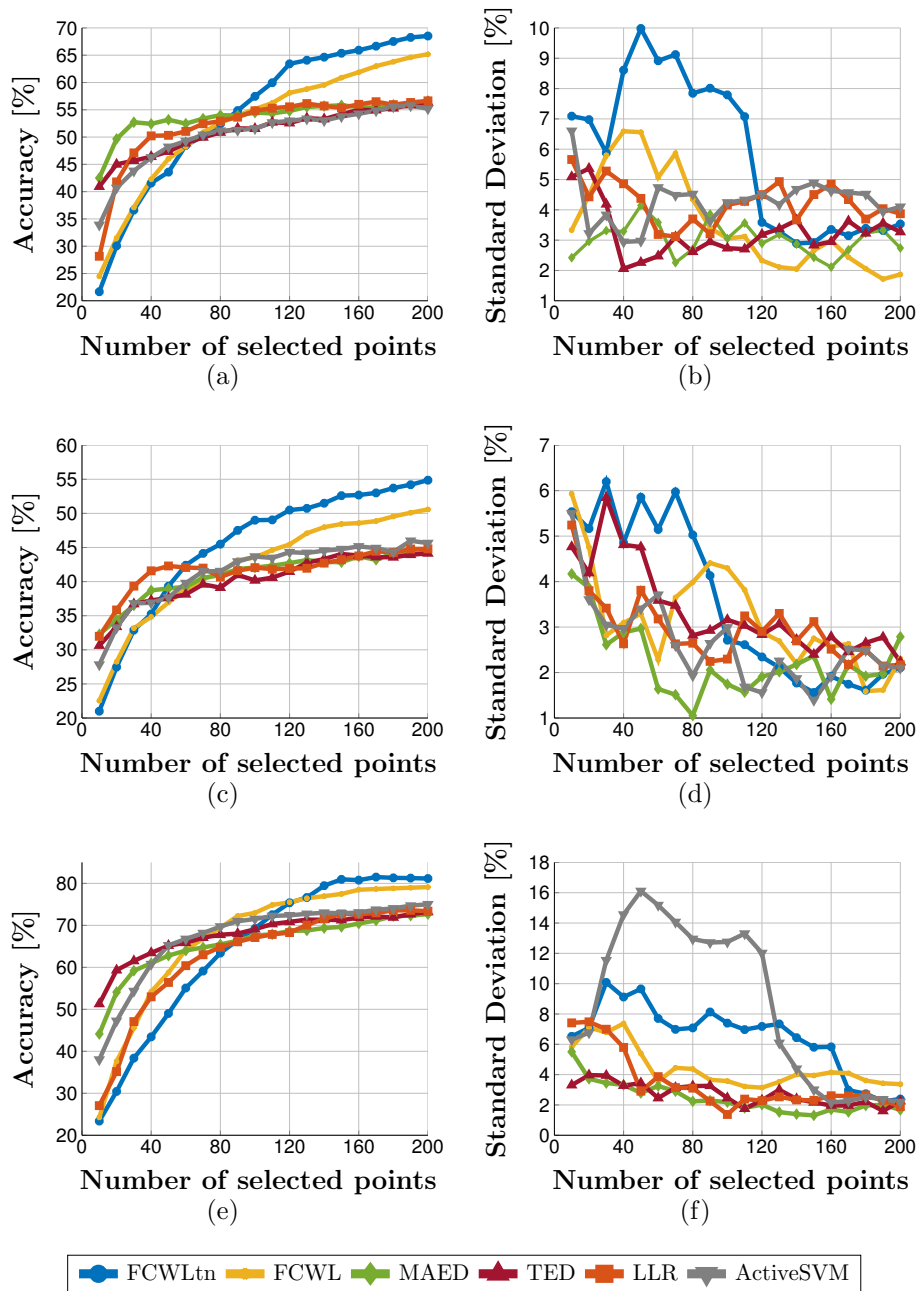 Accuracy [%]
70
65
60
55
50
45
40
35
30
25
20
0 40 80 120 160 200
Number of selected points
(a)
Standard Deviation [%]
10
9
8
7
6
5
4
3
2
1
0 40 80 120 160 200
Number of selected points
(b)
Accuracy [%]
60
55
50
45
40
35
30
25
20
0 40 80 120 160 200
Number of selected points
(c)
Standard Deviation [%]
7
6
5
4
3
2
1
0 40 80 120 160 200
Number of selected points
(d)
Accuracy [%]
80
70
60
50
40
30
20
0 40 80 120 160 200
Number of selected points
(e)
Standard Deviation [%]
18
16
14
12
10
8
6
4
2
0
0 40 80 120 160 200
Number of selected points
(f)
FCWLtn FCWL MAED TED LLR ActiveSVM